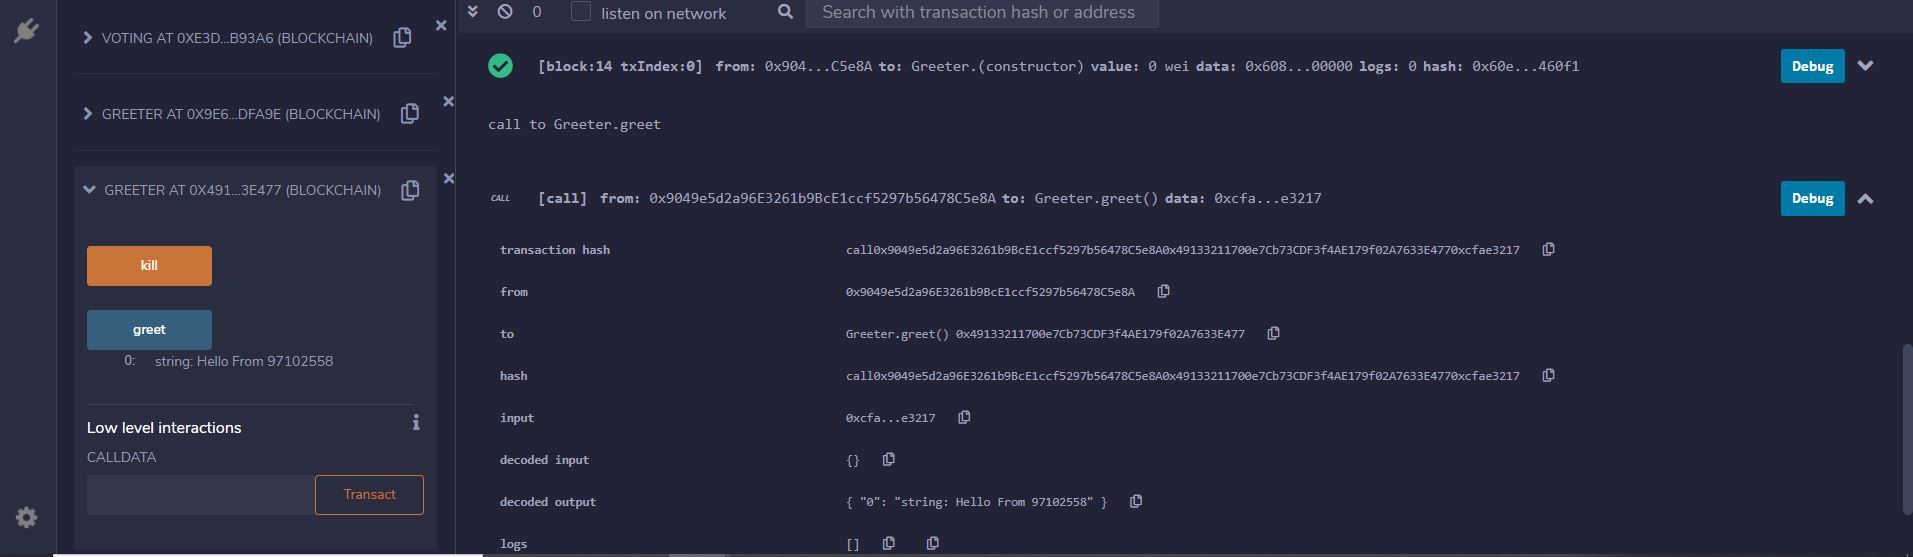 VOTING AT 0XE3D...B93A6 (BLOCKCHAIN)
GREETER AT 0X9E6...DFA9E (BLOCKCHAIN)
GREETER AT 0X491...3E477 (BLOCKCHAIN)
kill
greet
0: string: Hello From 97102558
Low level interactions
CALLDATA
Transact
0 listen on network Search with transaction hash or address
[block:14 txIndex:0] from: 0x904...C5e8A to: Greeter.(constructor) value: 0 wei data: 0x608...00000 logs: 0 hash: 0x60e...460f1 Debug
call to Greeter.greet
CALL [call] from: 0x9049e5d2a96E3261b9BcE1ccf5297b56478C5e8A to: Greeter.greet() data: 0xcfa...e3217 Debug
transaction hash call0x9049e5d2a96E3261b9BcE1ccf5297b56478C5e8A0x49133211700e7Cb73CDF3f4AE179f02A7633E4770xcfae3217
from 0x9049e5d2a96E3261b9BcE1ccf5297b56478C5e8A
to Greeter.greet() 0x49133211700e7Cb73CDF3f4AE179f02A7633E477
hash call0x9049e5d2a96E3261b9BcE1ccf5297b56478C5e8A0x49133211700e7Cb73CDF3f4AE179f02A7633E4770xcfae3217
input 0xcfa...e3217
decoded input {}
decoded output { "0": "string: Hello From 97102558" }
logs []